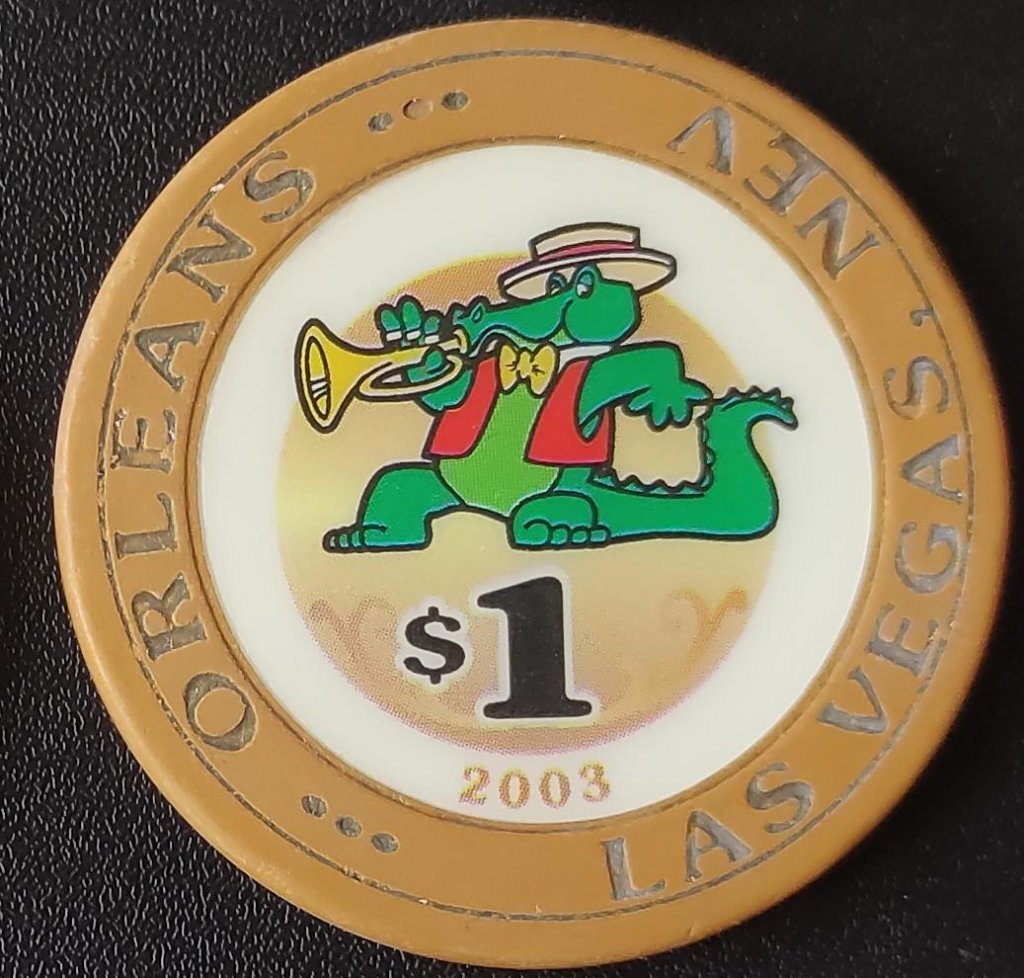 ORLEANS
LAS VEGAS, NEV
$1
2003